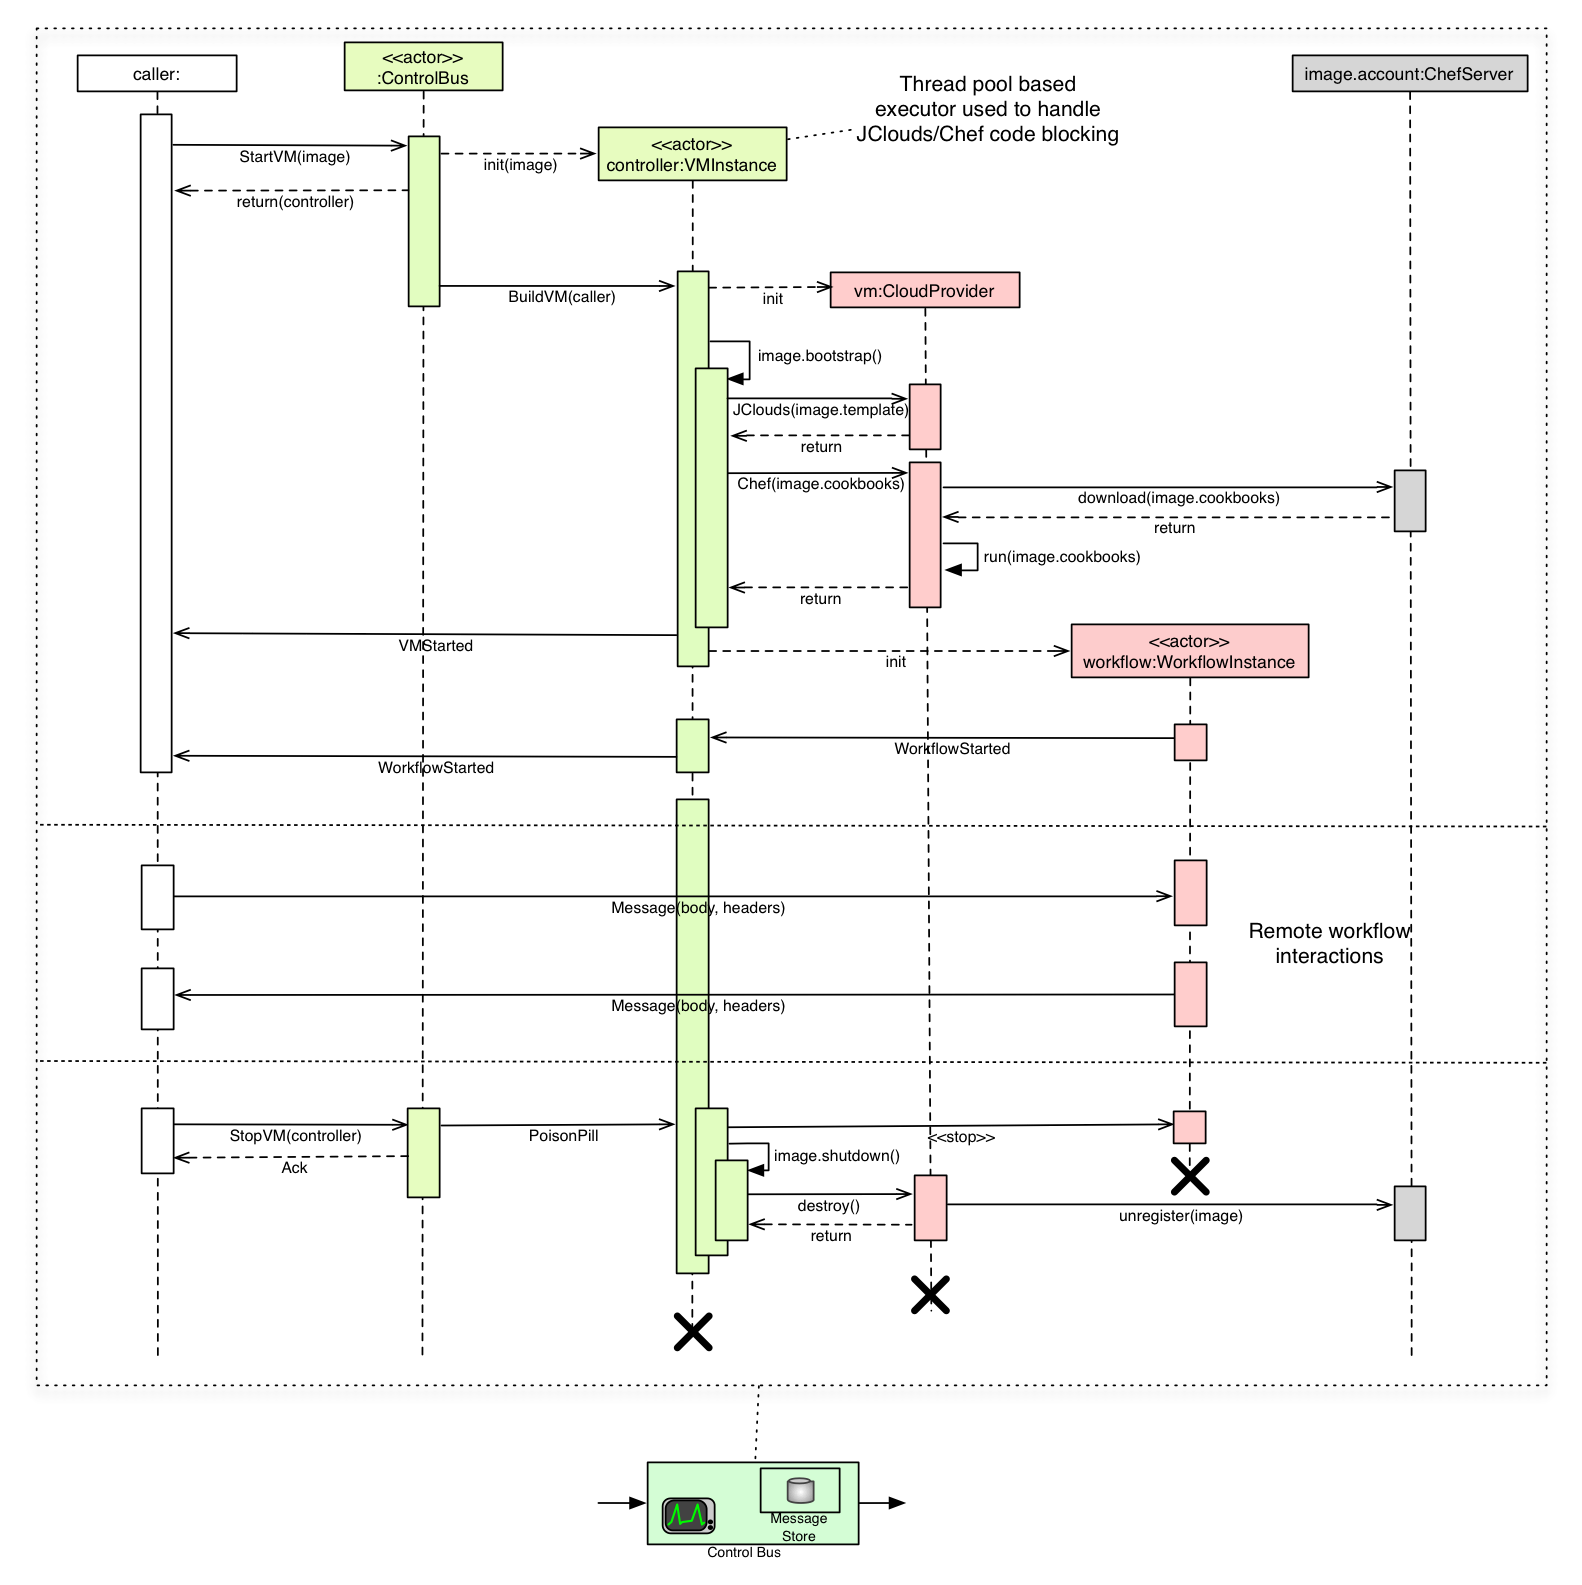 <<actor>>
:ControlBus
caller:
image.account:ChefServer
Thread pool based
executor used to handle
JClouds/Chef code blocking
<<actor>>
controller:VMInstance
StartVM(image)
init(image)
return(controller)
BuildVM(caller)
init
vm:CloudProvider
image.bootstrap()
JClouds(image.template)
return
Chef(image.cookbooks)
download(image.cookbooks)
return
run(image.cookbooks)
return
VMStarted
<<actor>>
workflow:WorkflowInstance
init
WorkflowStarted
WorkflowStarted
Message(body, headers)
Remote workflow
interactions
Message(body, headers)
StopVM(controller)
PoisonPill
<<stop>>
Ack
image.shutdown()
destroy()
unregister(image)
return
Message
Store
Control Bus